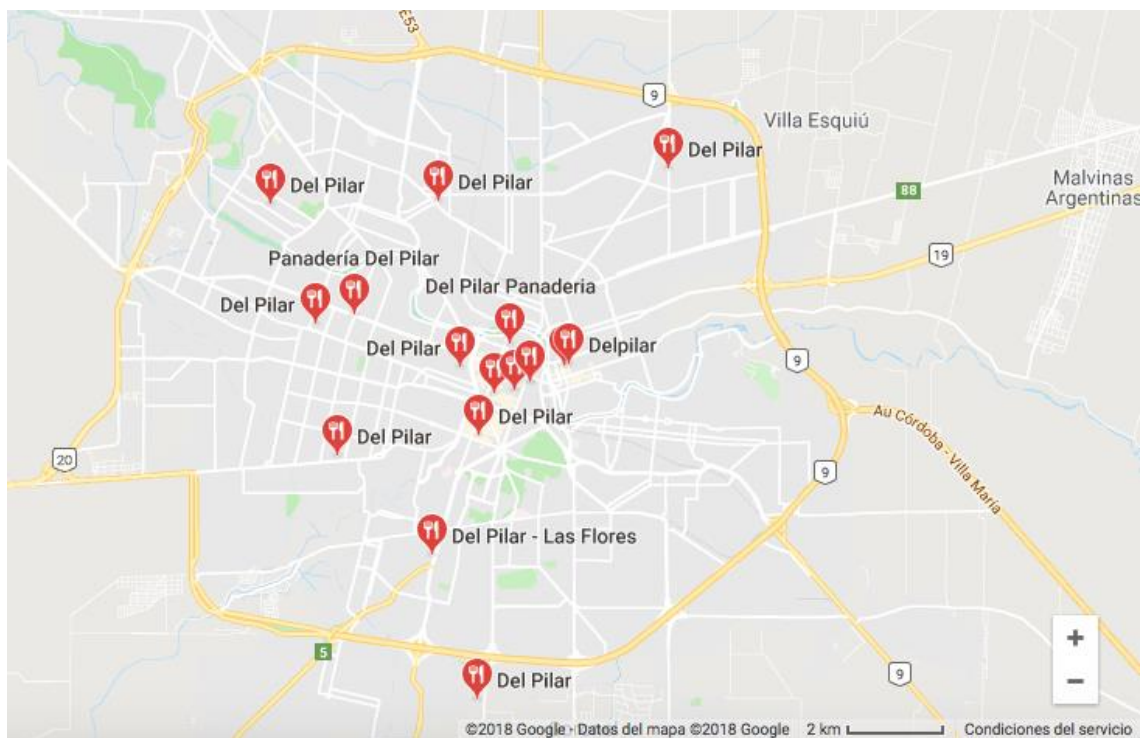 E53
9
Villa Esquiú
Del Pilar
Del Pilar
Del Pilar
88
Malvinas
Argentinas
19
Panadería Del Pilar
Del Pilar
Del Pilar Panaderia
Del Pilar
Delpilar
9
Del Pilar
Au Córdoba - Villa María
Del Pilar
20
9
Del Pilar - Las Flores
5
+
Del Pilar
9
−
©2018 Google - Datos del mapa ©2018 Google 2 km Condiciones del servicio